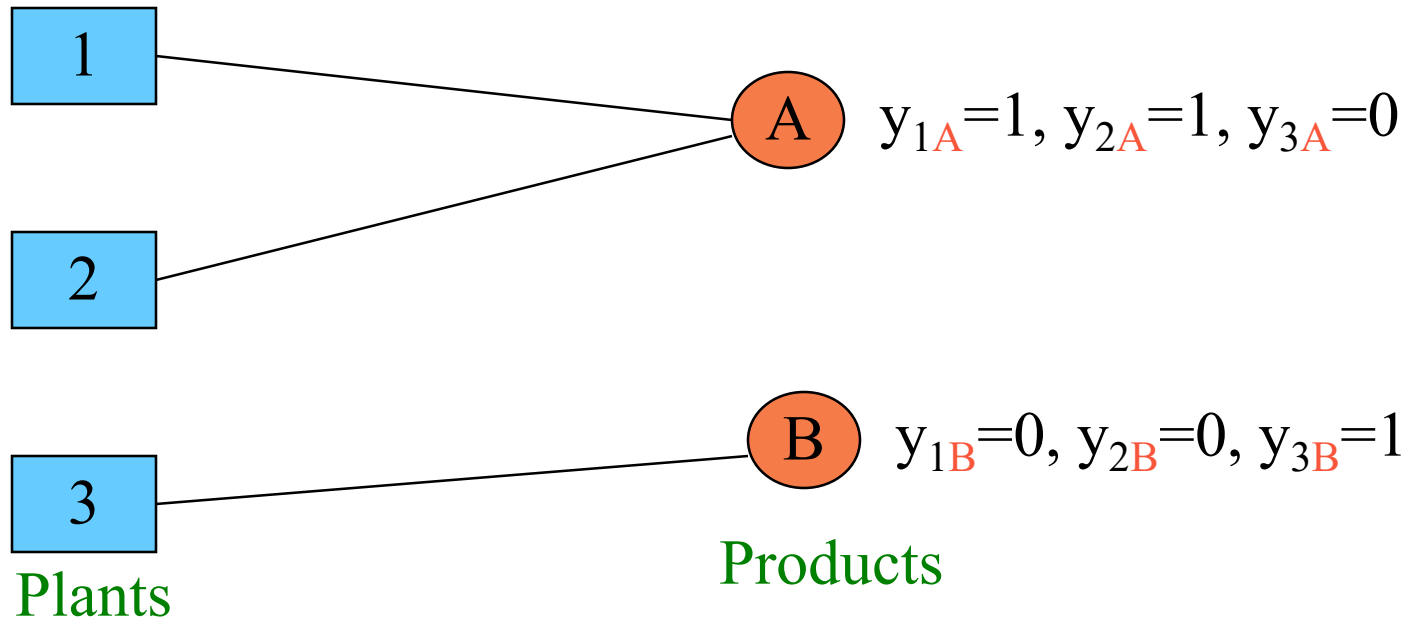 1
A
y1A=1, y2A=1, y3A=0
2
B
y1B=0, y2B=0, y3B=1
3
Products
Plants